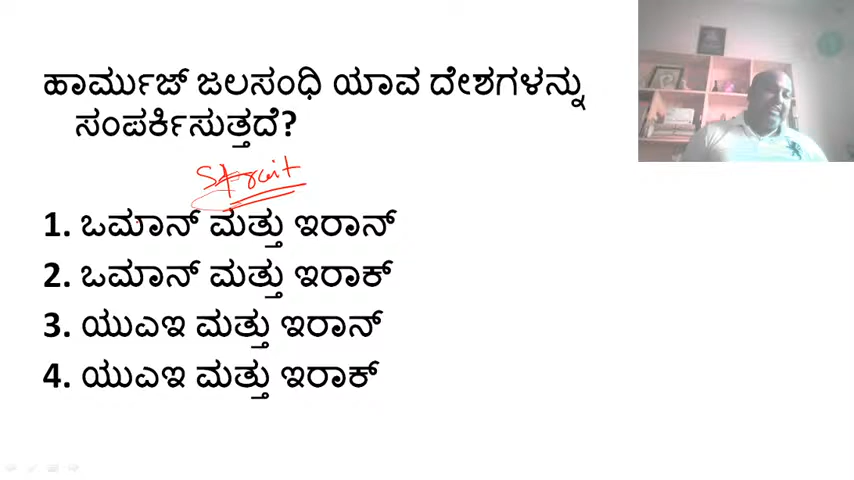 ಹಾರ್ಮುಜ್ ಜಲಸಂಧಿ ಯಾವ ದೇಶಗಳನ್ನು
ಸಂಪರ್ಕಿಸುತ್ತದೆ?
Strait
1. ಒಮಾನ್ ಮತ್ತು ಇರಾನ್
2. ಒಮಾನ್ ಮತ್ತು ಇರಾಕ್
3. ಯುಎಇ ಮತ್ತು ಇರಾನ್
4. ಯುಎಇ ಮತ್ತು ಇರಾಕ್